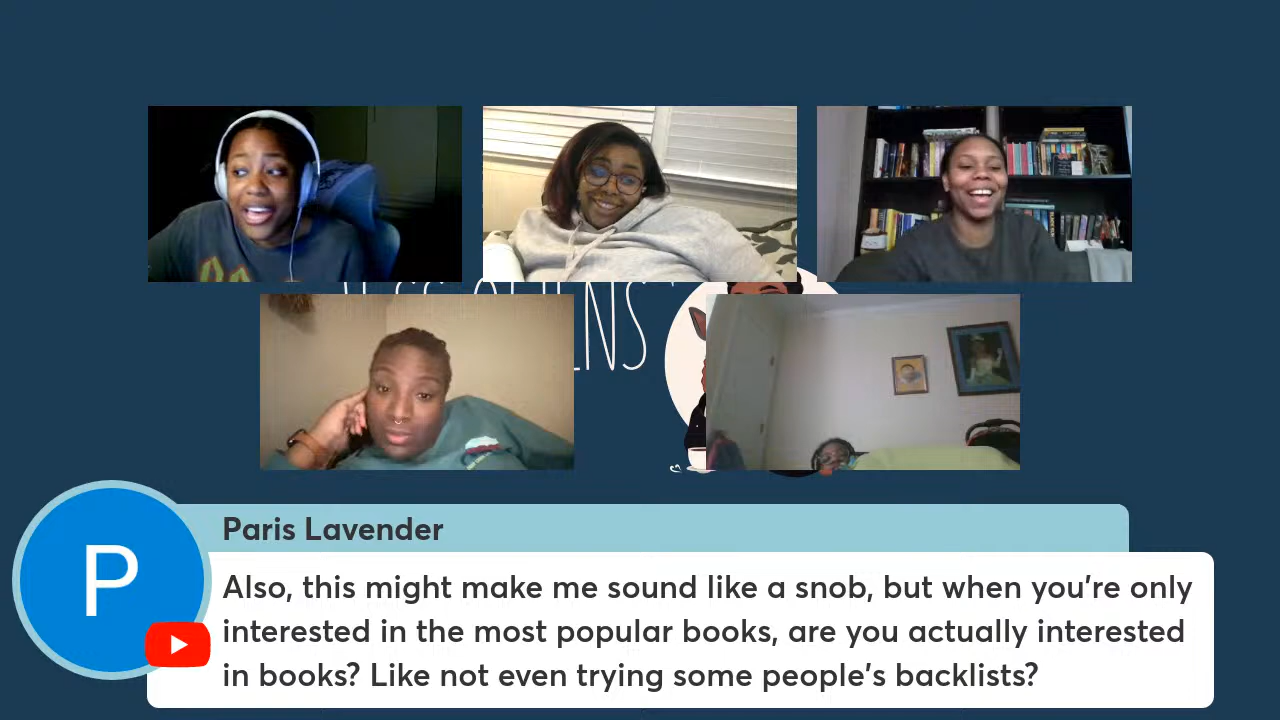 Paris Lavender
P
Also, this might make me sound like a snob, but when you're only
interested in the most popular books, are you actually interested
in books? Like not even trying some people's backlists?